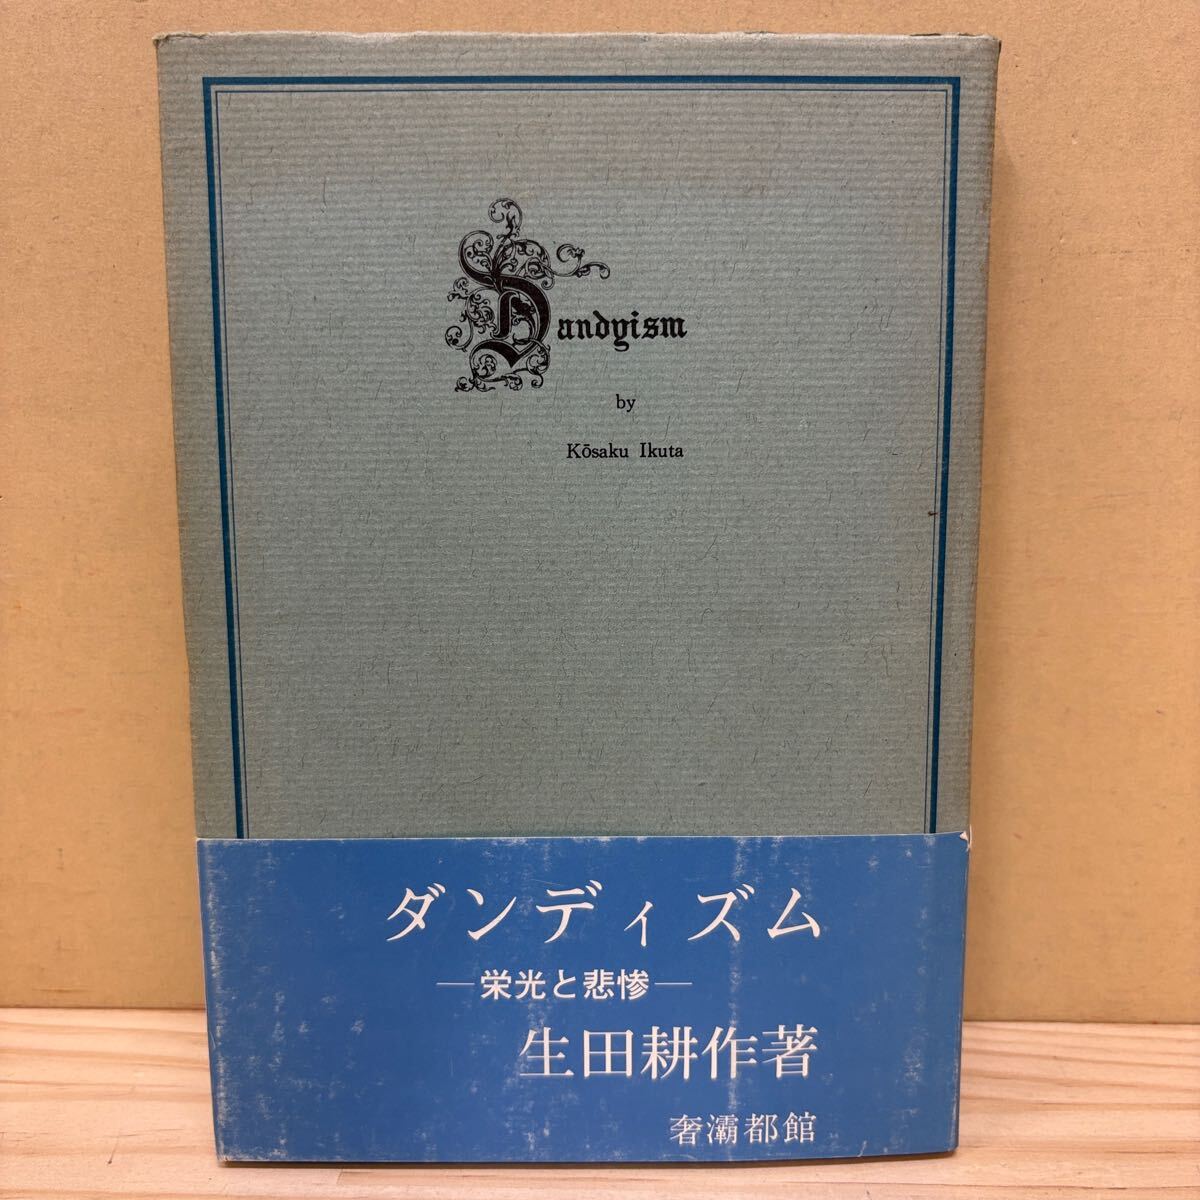 Dandyism
by
Kōsaku Ikuta
ダンディズム
―栄光と悲惨―
生田耕作著
奢灞都館